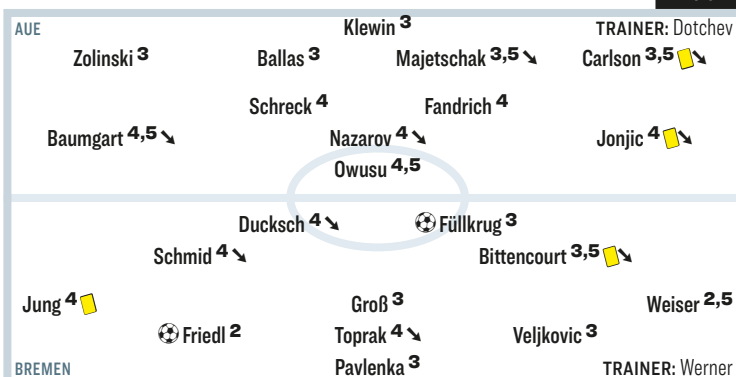 AUE Klewin 3 TRAINER: Dotchev
Zolinski 3 Ballas 3 Majetschak 3,5 Carlson 3,5
Schreck 4 Fandrich 4
Baumgart 4,5 Nazarov 4 Jonjic 4
Owusu 4,5
Ducksch 4 Füllkrug 3
Schmid 4 Bittencourt 3,5
Jung 4 Groß 3 Weiser 2,5
Friedl 2 Toprak 4 Veljkovic 3
BREMEN Pavlenka 3 TRAINER: Werner